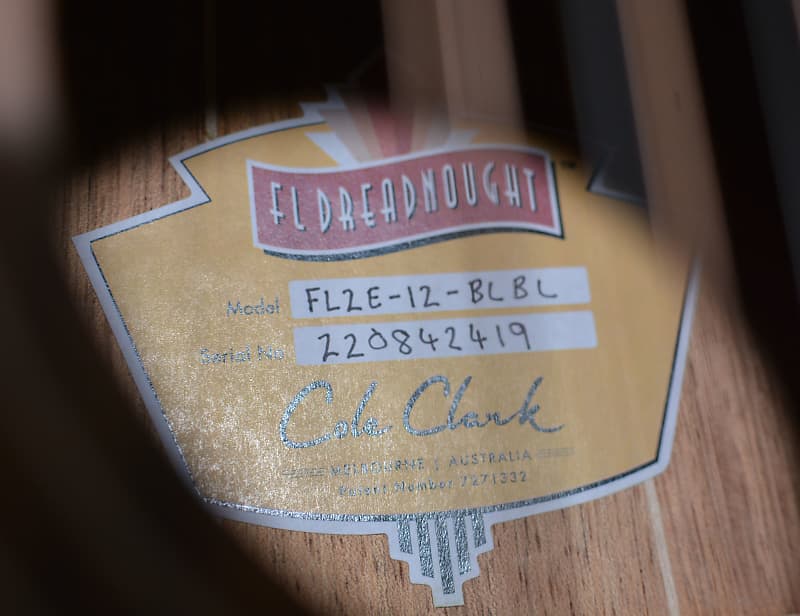 FL DREADNOUGHT
Model FL2E-12-BLBL
Serial No 220842419
Cole Clark
MELBOURNE | AUSTRALIA
Patent Number 7271332